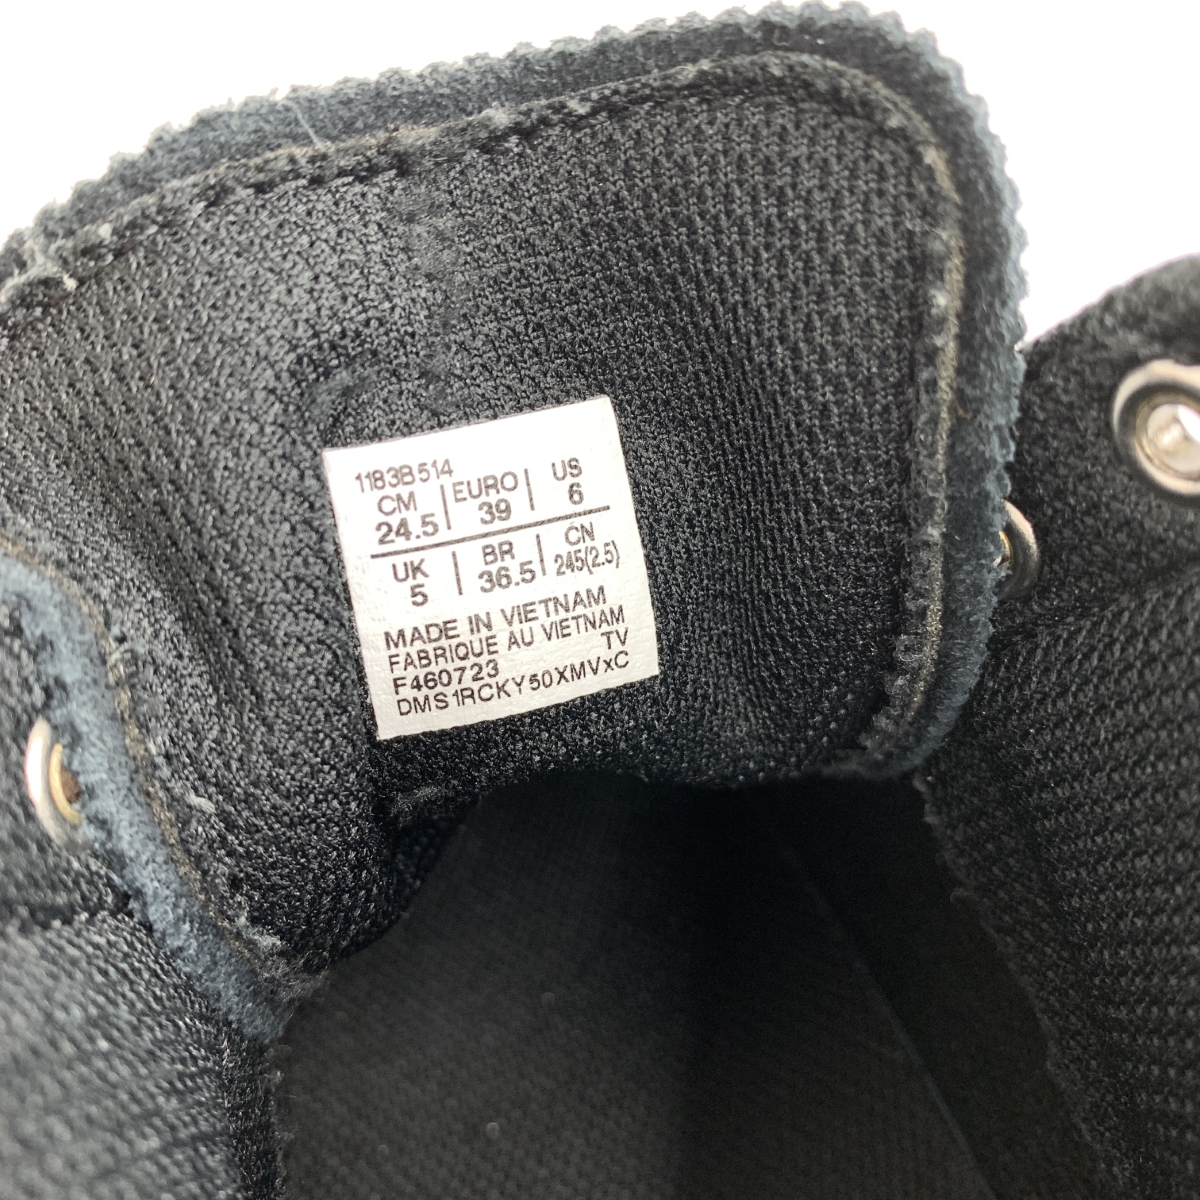 1183B514
CM | EURO | US
24.5 | 39 | 6
UK | BR | CN
5 | 36.5 | 245(2.5)
MADE IN VIETNAM
FABRIQUE AU VIETNAM
F460723 TV
DMS1RCKY50XMVxC